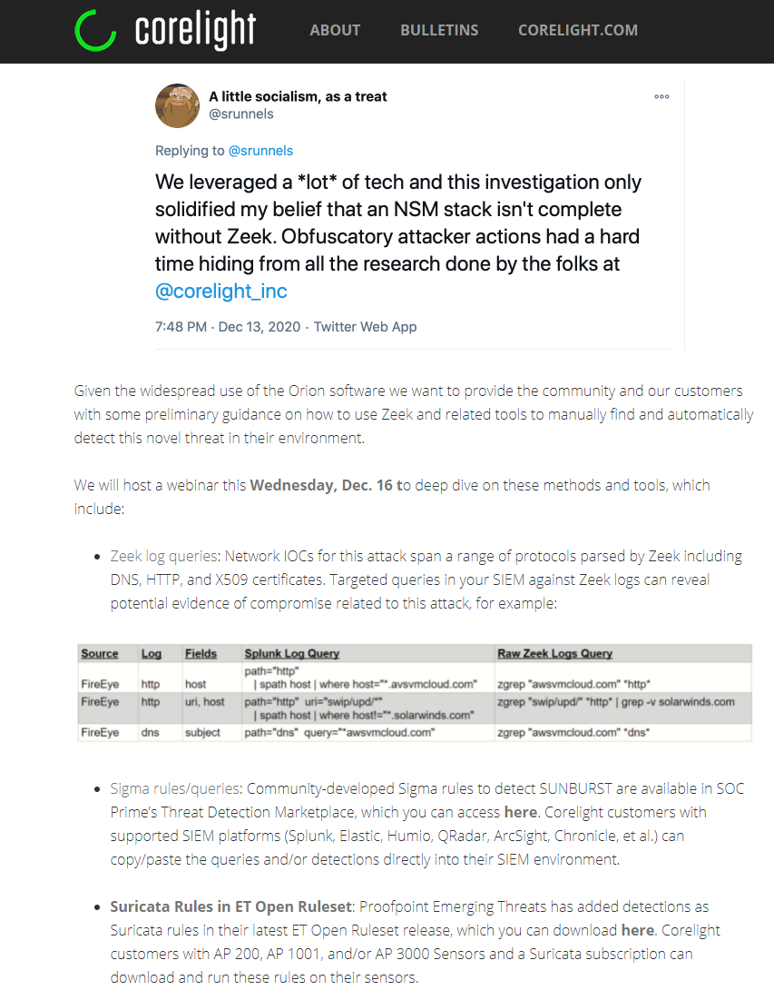 corelight ABOUT BULLETINS CORELIGHT.COM
A little socialism, as a treat
@srunnels
Replying to @srunnels
We leveraged a *lot* of tech and this investigation only
solidified my belief that an NSM stack isn't complete
without Zeek. Obfuscatory attacker actions had a hard
time hiding from all the research done by the folks at
@corelight_inc
7:48 PM · Dec 13, 2020 · Twitter Web App
Given the widespread use of the Orion software we want to provide the community and our customers
with some preliminary guidance on how to use Zeek and related tools to manually find and automatically
detect this novel threat in their environment.
We will host a webinar this Wednesday, Dec. 16 to deep dive on these methods and tools, which
include:
• Zeek log queries: Network IOCs for this attack span a range of protocols parsed by Zeek including
DNS, HTTP, and X509 certificates. Targeted queries in your SIEM against Zeek logs can reveal
potential evidence of compromise related to this attack, for example:
Source Log Fields Splunk Log Query Raw Zeek Logs Query
path="http"
FireEye http host | spath host | where host="*.avsvmcloud.com" zgrep "awsvmcloud.com" *http*
FireEye http uri, host path="http" uri="swip/upd/*" zgrep "swip/upd/" *http* | grep -v solarwinds.com
| spath host | where host!="*.solarwinds.com"
FireEye dns subject path="dns" query="*awsvmcloud.com" zgrep "awsvmcloud.com" *dns*
• Sigma rules/queries: Community-developed Sigma rules to detect SUNBURST are available in SOC
Prime's Threat Detection Marketplace, which you can access here. Corelight customers with
supported SIEM platforms (Splunk, Elastic, Humio, QRadar, ArcSight, Chronicle, et al.) can
copy/paste the queries and/or detections directly into their SIEM environment.
• Suricata Rules in ET Open Ruleset: Proofpoint Emerging Threats has added detections as
Suricata rules in their latest ET Open Ruleset release, which you can download here. Corelight
customers with AP 200, AP 1001, and/or AP 3000 Sensors and a Suricata subscription can
download and run these rules on their sensors.